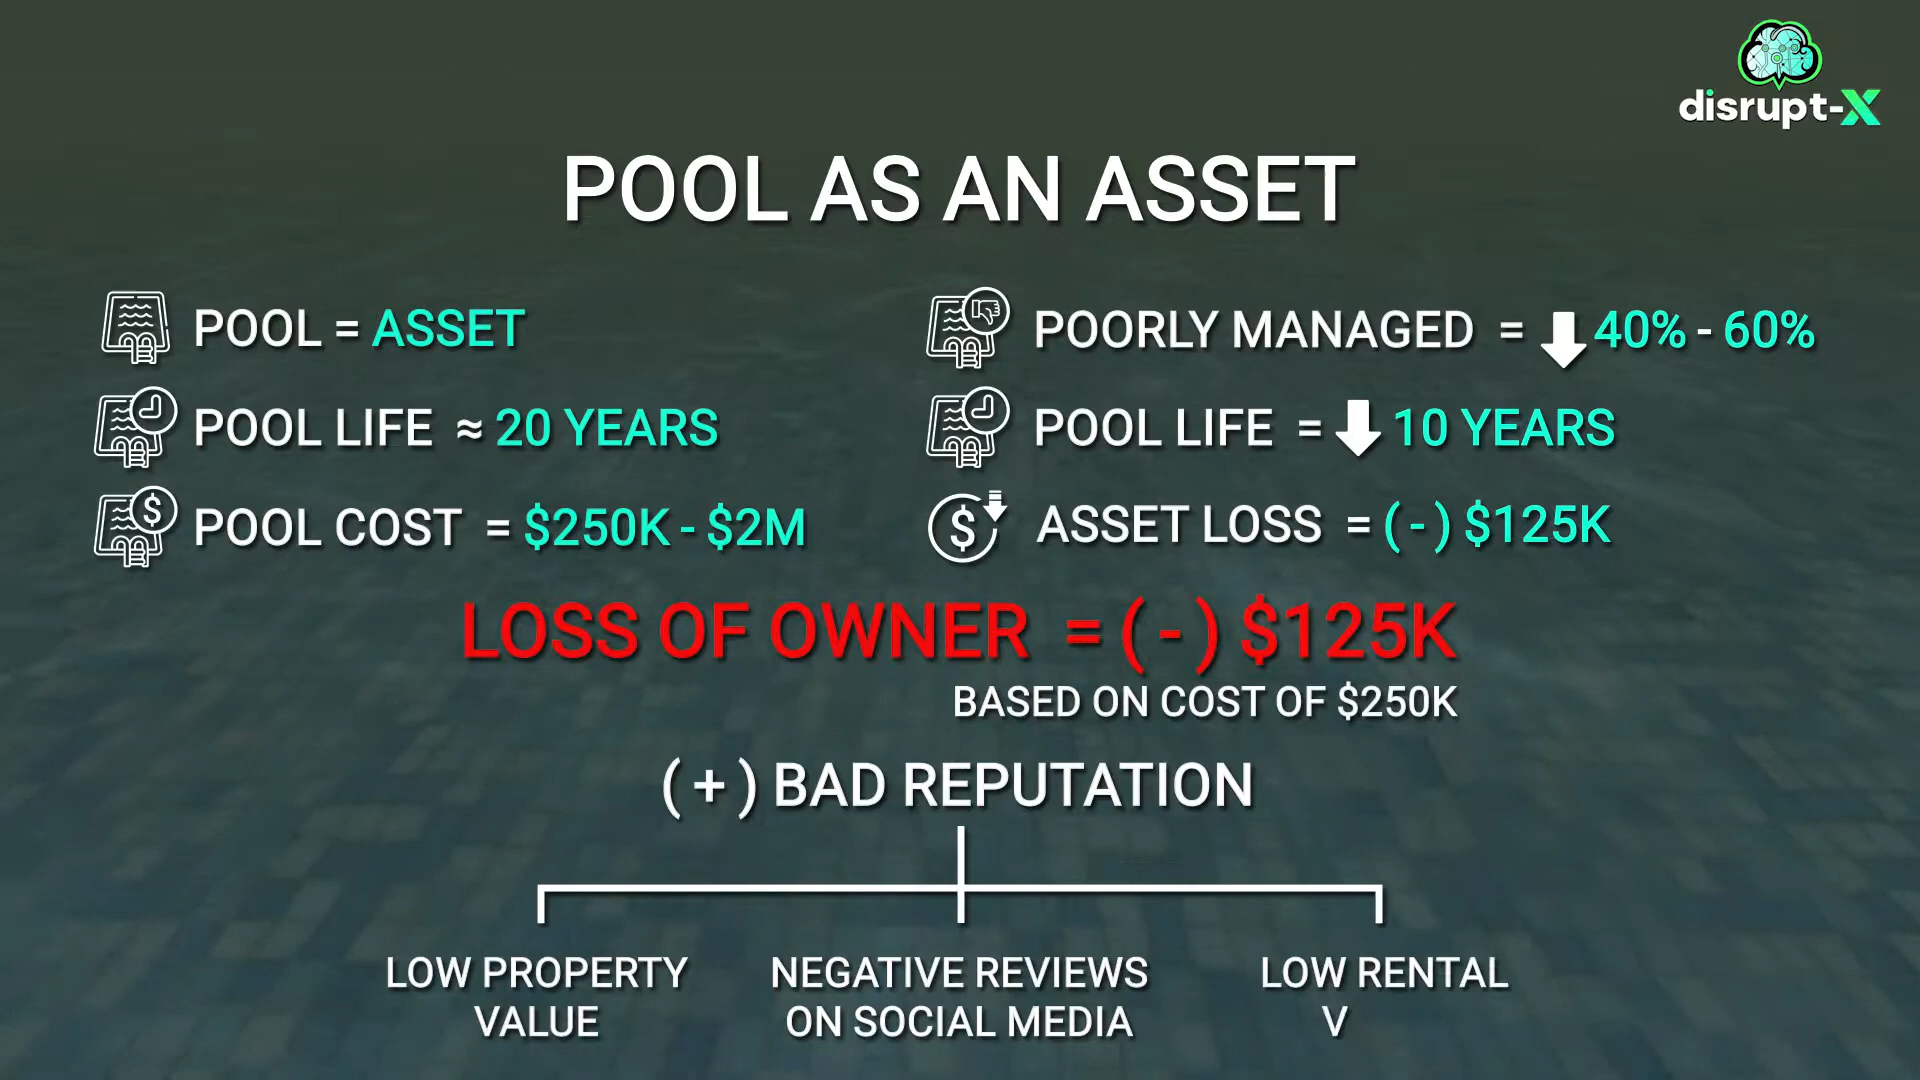 disrupt-X
POOL AS AN ASSET
POOL = ASSET
POOL LIFE ≈ 20 YEARS
POOL COST = $250K - $2M
POORLY MANAGED = 40% - 60%
POOL LIFE = 10 YEARS
ASSET LOSS = ( - ) $125K
LOSS OF OWNER = ( - ) $125K
BASED ON COST OF $250K
( + ) BAD REPUTATION
LOW PROPERTY
VALUE
NEGATIVE REVIEWS
ON SOCIAL MEDIA
LOW RENTAL
V